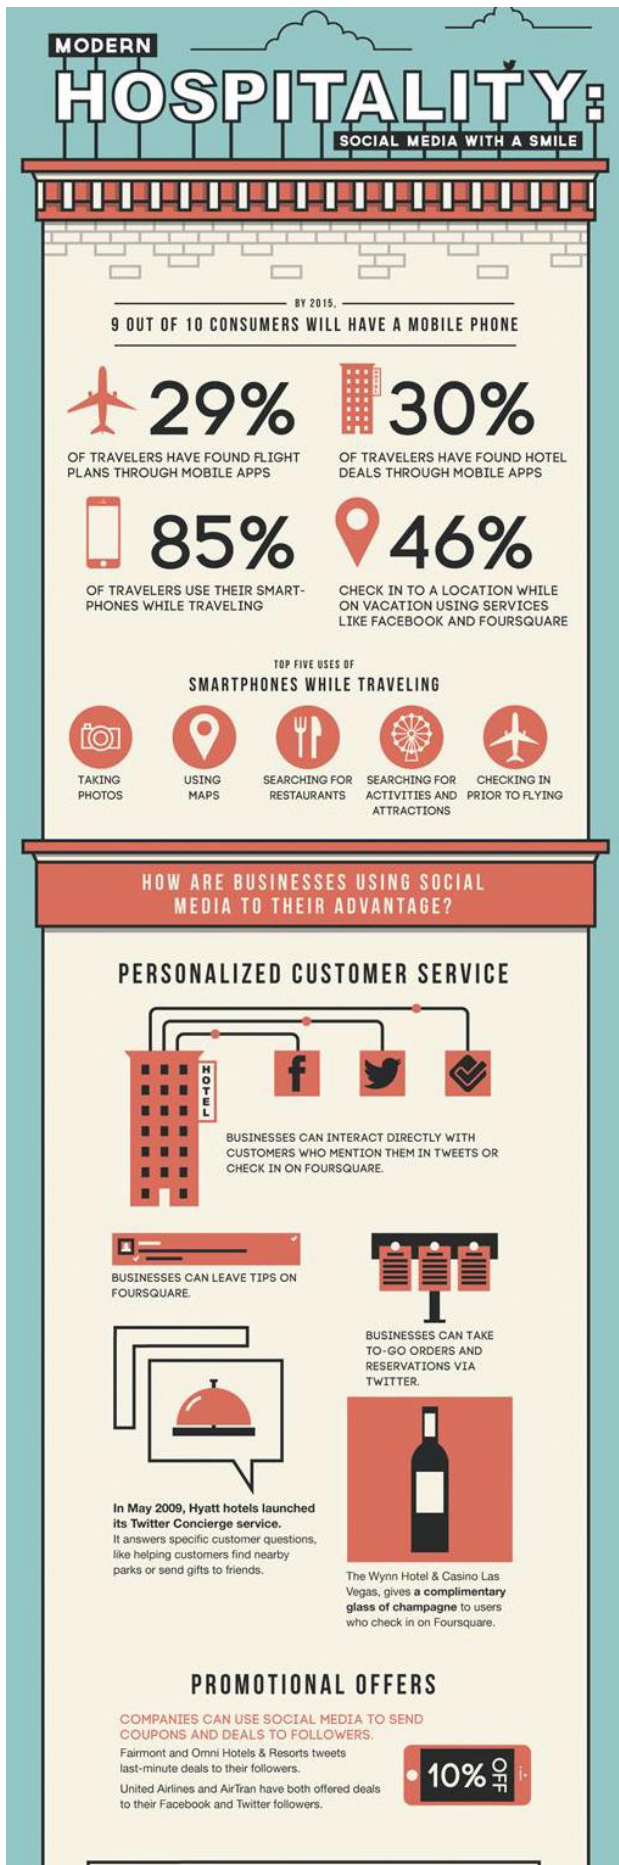 MODERN
HOSPITALITY:
SOCIAL MEDIA WITH A SMILE
BY 2015,
9 OUT OF 10 CONSUMERS WILL HAVE A MOBILE PHONE
29%
OF TRAVELERS HAVE FOUND FLIGHT
PLANS THROUGH MOBILE APPS
30%
OF TRAVELERS HAVE FOUND HOTEL
DEALS THROUGH MOBILE APPS
85%
OF TRAVELERS USE THEIR SMART-
PHONES WHILE TRAVELING
46%
CHECK IN TO A LOCATION WHILE
ON VACATION USING SERVICES
LIKE FACEBOOK AND FOURSQUARE
TOP FIVE USES OF
SMARTPHONES WHILE TRAVELING
TAKING
PHOTOS
USING
MAPS
SEARCHING FOR
RESTAURANTS
SEARCHING FOR
ACTIVITIES AND
ATTRACTIONS
CHECKING IN
PRIOR TO FLYING
HOW ARE BUSINESSES USING SOCIAL
MEDIA TO THEIR ADVANTAGE?
PERSONALIZED CUSTOMER SERVICE
HOTEL
f
BUSINESSES CAN INTERACT DIRECTLY WITH
CUSTOMERS WHO MENTION THEM IN TWEETS OR
CHECK IN ON FOURSQUARE.
BUSINESSES CAN LEAVE TIPS ON
FOURSQUARE.
BUSINESSES CAN TAKE
TO-GO ORDERS AND
RESERVATIONS VIA
TWITTER.
In May 2009, Hyatt hotels launched
its Twitter Concierge service.
It answers specific customer questions,
like helping customers find nearby
parks or send gifts to friends.
The Wynn Hotel & Casino Las
Vegas, gives a complimentary
glass of champagne to users
who check in on Foursquare.
PROMOTIONAL OFFERS
COMPANIES CAN USE SOCIAL MEDIA TO SEND
COUPONS AND DEALS TO FOLLOWERS.
Fairmont and Omni Hotels & Resorts tweets
last-minute deals to their followers.
United Airlines and AirTran have both offered deals
to their Facebook and Twitter followers.
10% OFF